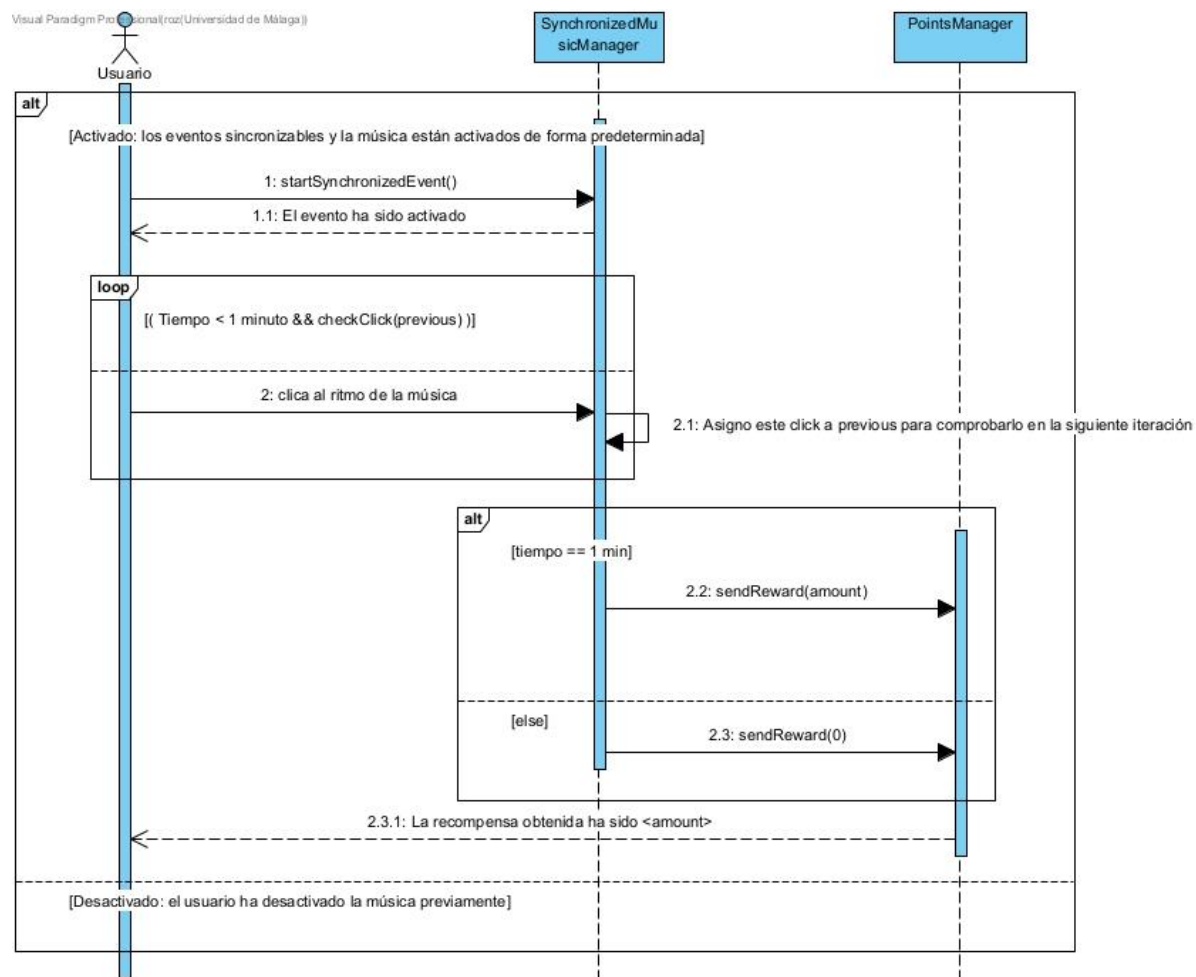 Visual Paradigm Professional(roz(Universidad de Málaga))
Usuario
SynchronizedMu
sicManager
PointsManager
alt
[Activado: los eventos sincronizables y la música están activados de forma predeterminada]
1: startSynchronizedEvent()
1.1: El evento ha sido activado
loop
[( Tiempo < 1 minuto && checkClick(previous) )]
2: clica al ritmo de la música
2.1: Asigno este click a previous para comprobarlo en la siguiente iteración
alt
[tiempo == 1 min]
2.2: sendReward(amount)
[else]
2.3: sendReward(0)
2.3.1: La recompensa obtenida ha sido <amount>
[Desactivado: el usuario ha desactivado la música previamente]